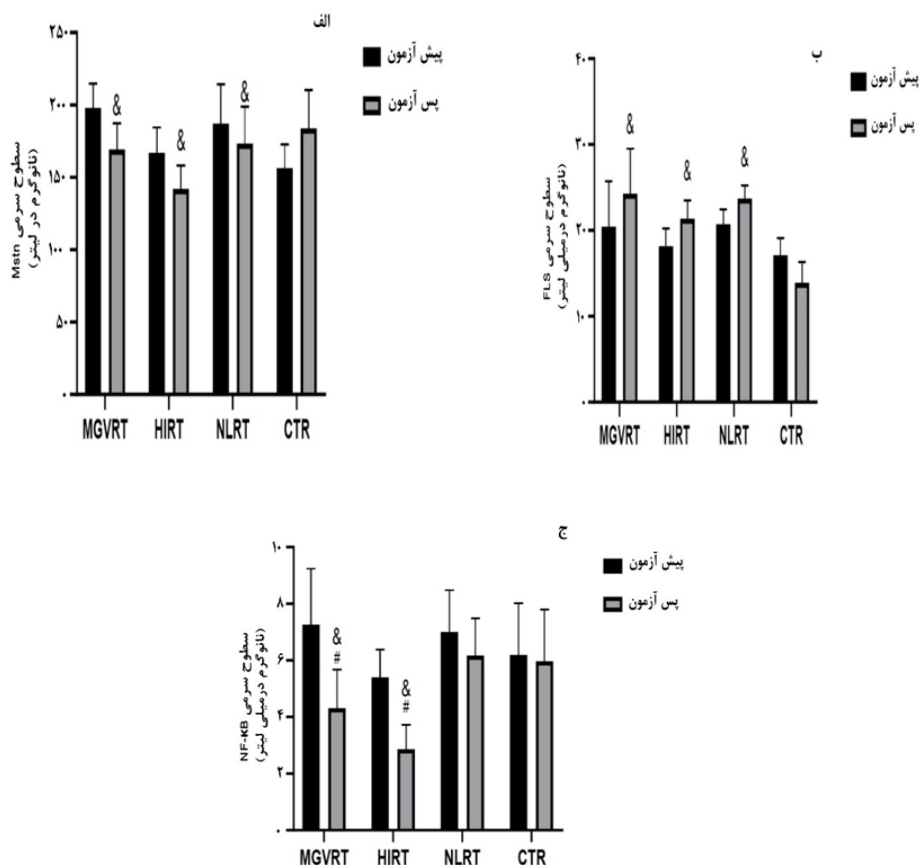 الف
۲۵۰
۲۰۰
۱۵۰
۱۰۰
۵۰
۰
سطوح سرمی Mstn
(نانوگرم در لیتر)
پیش آزمون
پس آزمون
&
&
&
MGVRT HIRT NLRT CTR
ب
۴۰
۳۰
۲۰
۱۰
۰
سطوح سرمی FLS
(نانوگرم درمیلی لیتر)
پیش آزمون
پس آزمون
&
&
&
MGVRT HIRT NLRT CTR
ج
۱۰
۸
۶
۴
۲
۰
سطوح سرمی NF-KB
(نانوگرم درمیلی لیتر)
پیش آزمون
پس آزمون
&
#
&
#
MGVRT HIRT NLRT CTR